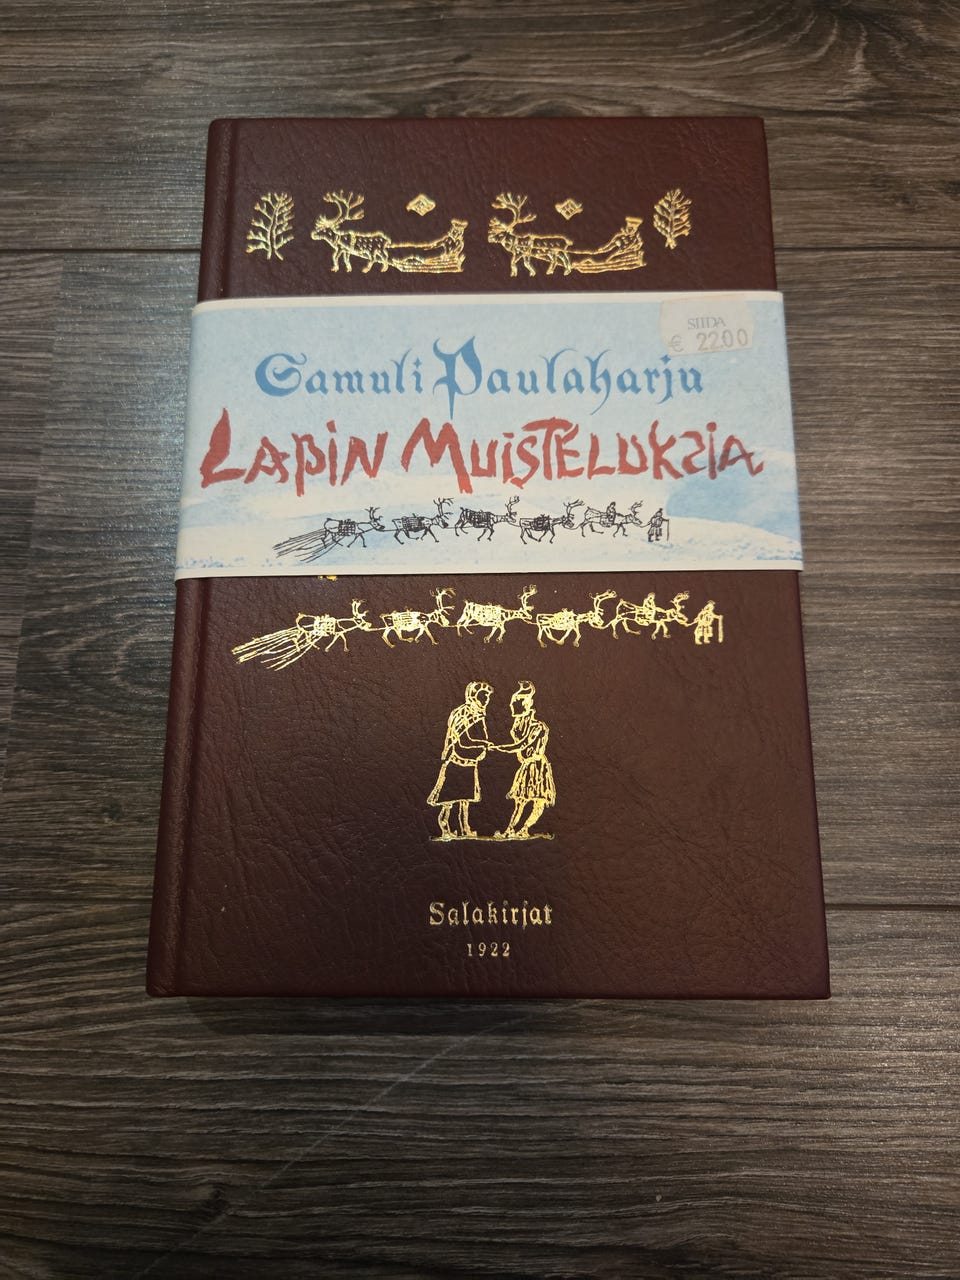 SIIDA
€ 22.00
Samuli Paulaharju
LAPIN MUISTELUKSIA
Salakirjat
1922